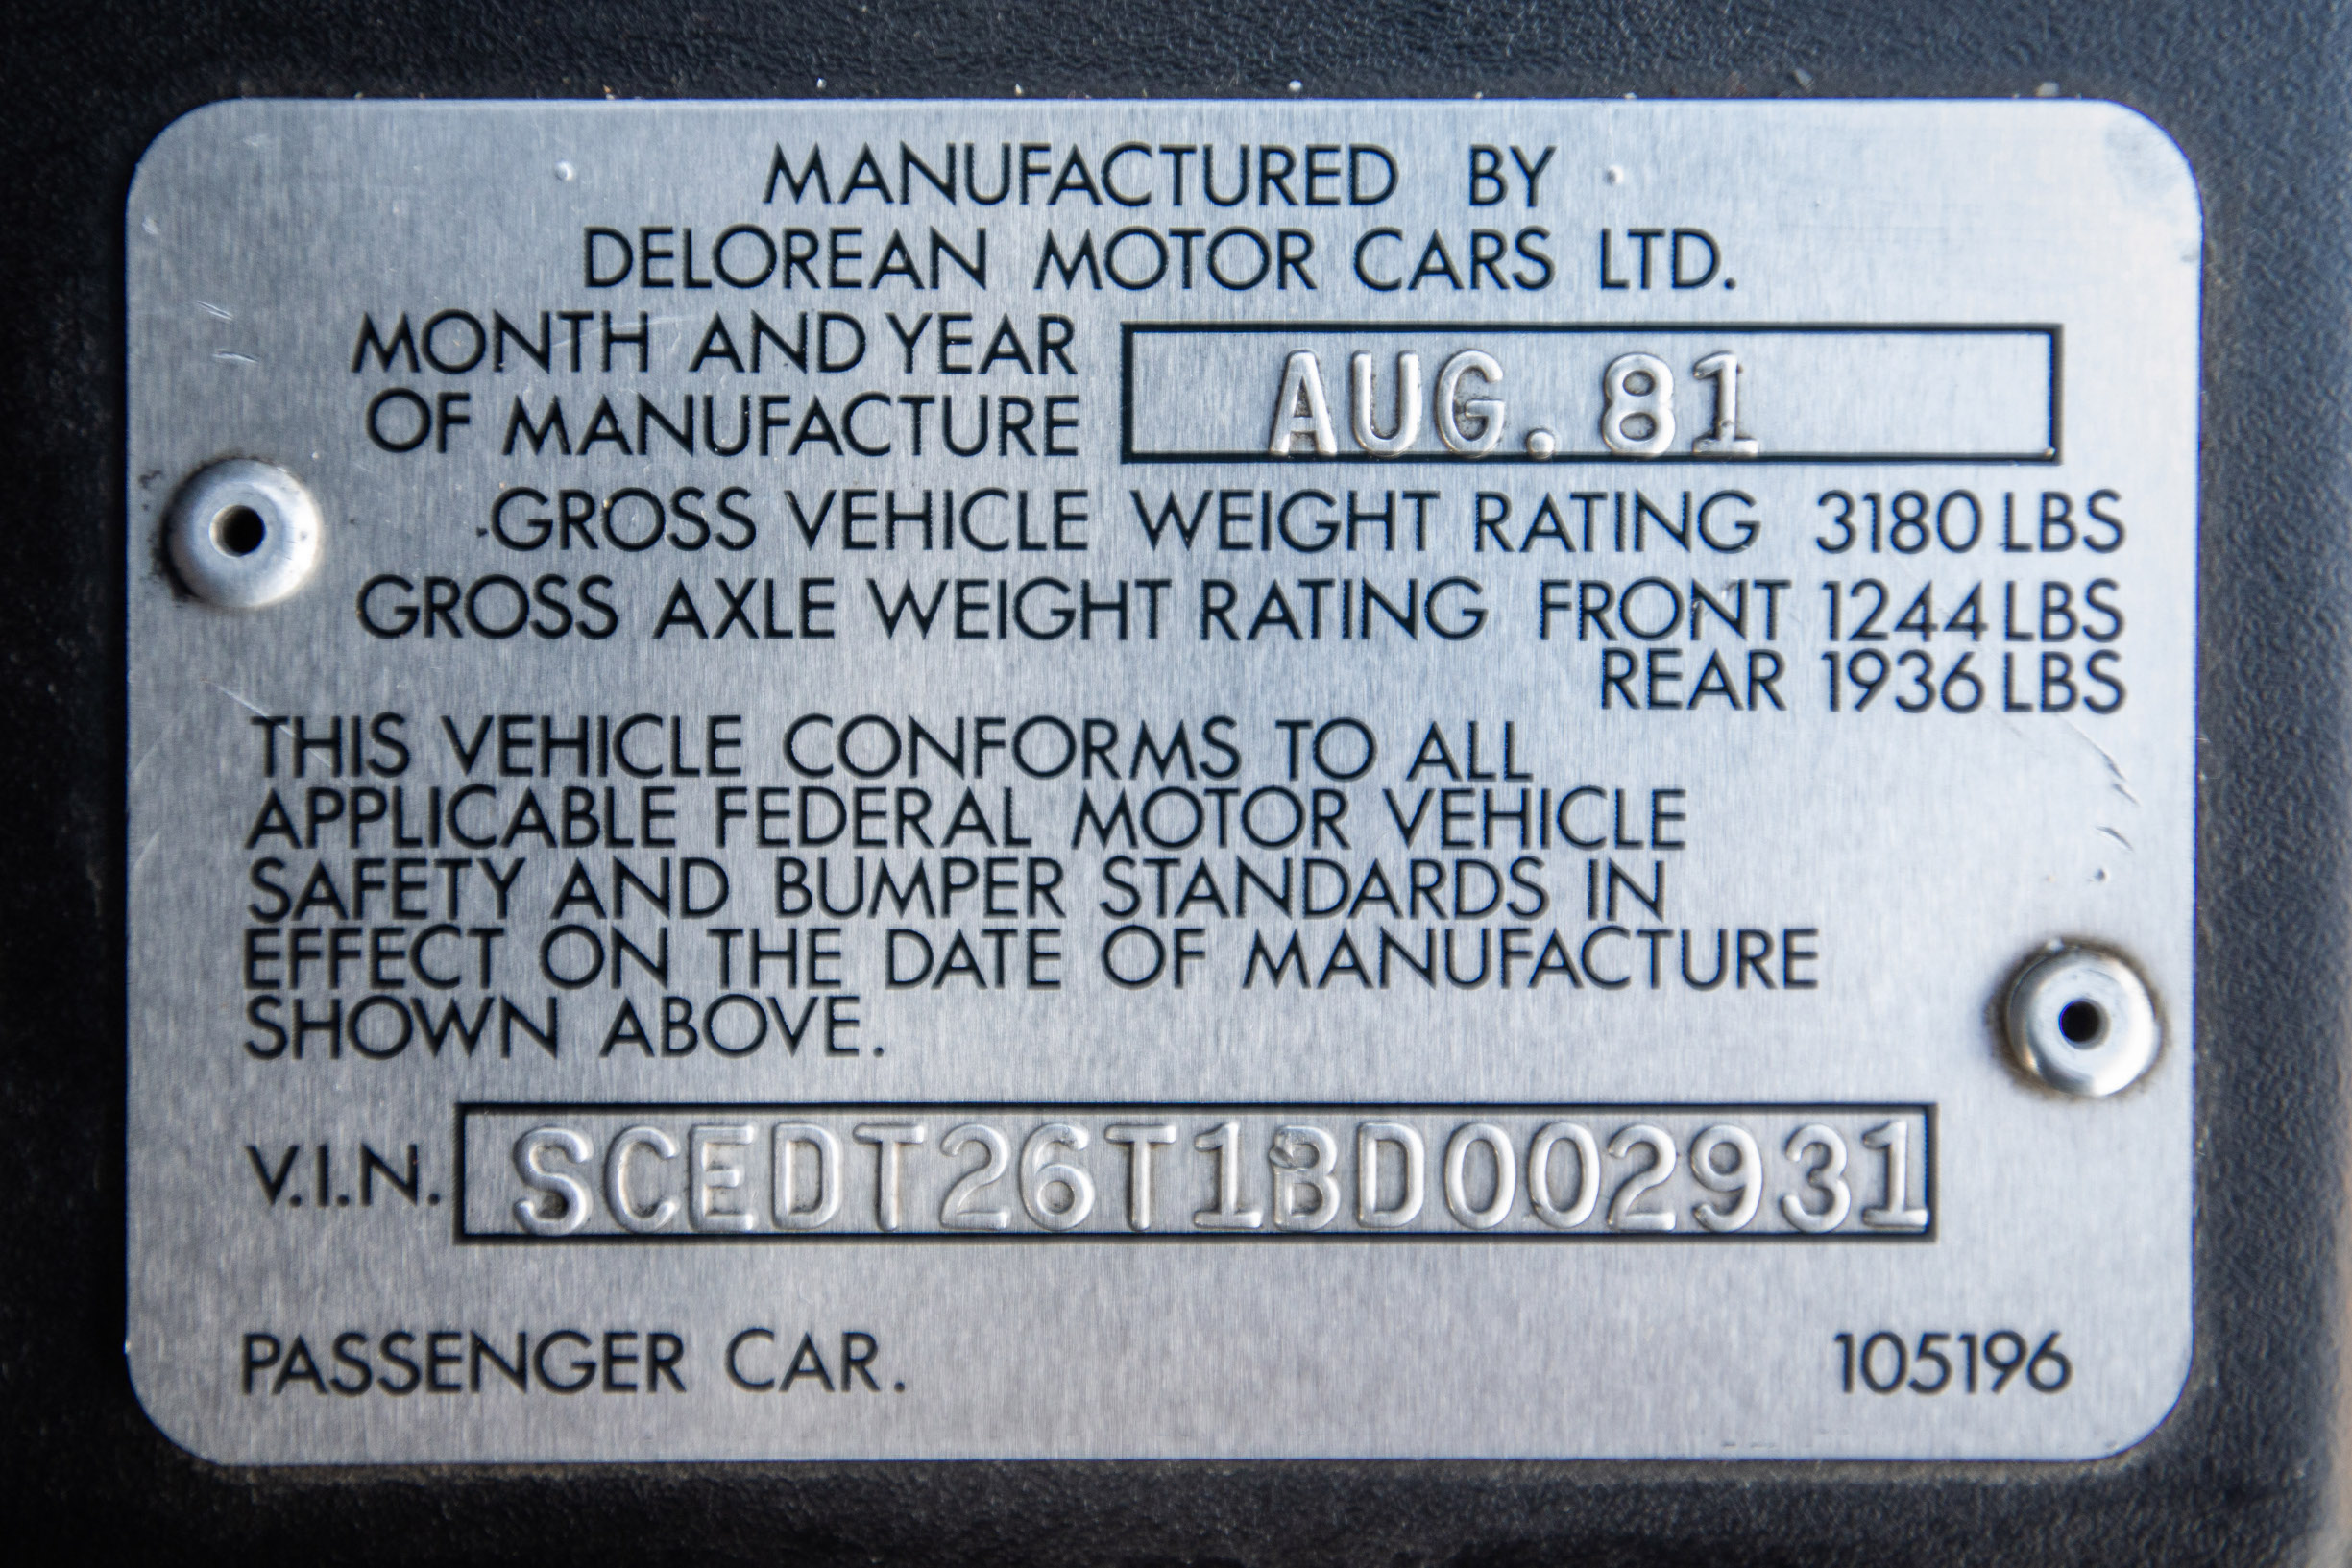 MANUFACTURED BY
DELOREAN MOTOR CARS LTD.
MONTH AND YEAR
OF MANUFACTURE
AUG. 81
GROSS VEHICLE WEIGHT RATING 3180 LBS
GROSS AXLE WEIGHT RATING FRONT 1244 LBS
REAR 1936 LBS
THIS VEHICLE CONFORMS TO ALL
APPLICABLE FEDERAL MOTOR VEHICLE
SAFETY AND BUMPER STANDARDS IN
EFFECT ON THE DATE OF MANUFACTURE
SHOWN ABOVE.
V.I.N. SCEDT26T1BD002931
PASSENGER CAR. 105196